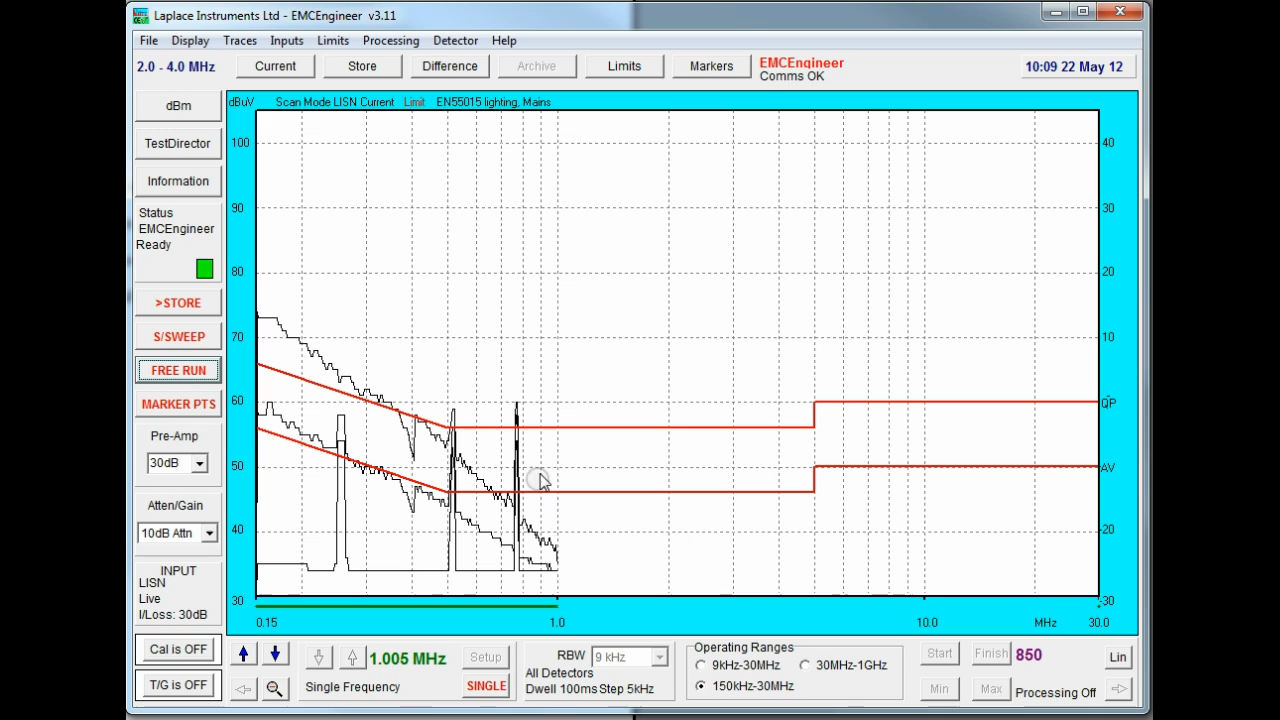 Laplace Instruments Ltd - EMCEngineer v3.11
File Display Traces Inputs Limits Processing Detector Help
2.0 - 4.0 MHz Current Store Difference Archive Limits Markers EMCEngineer Comms OK 10:09 22 May 12
dBm
TestDirector
Information
Status
EMCEngineer
Ready
>STORE
S/SWEEP
FREE RUN
MARKER PTS
Pre-Amp
30dB
Atten/Gain
10dB Attn
INPUT
LISN
Live
I/Loss: 30dB
Cal is OFF
T/G is OFF
dBuV Scan Mode LISN Current Limit EN55015 lighting, Mains
100 40
90 30
80 20
70 10
60 QP
50 AV
40 -20
30 -30
0.15 1.0 10.0 MHz 30.0
1.005 MHz Setup
Single Frequency SINGLE
RBW 9 kHz
All Detectors
Dwell 100ms Step 5kHz
Operating Ranges
9kHz-30MHz 30MHz-1GHz
150kHz-30MHz
Start Finish 850 Lin
Min Max Processing Off